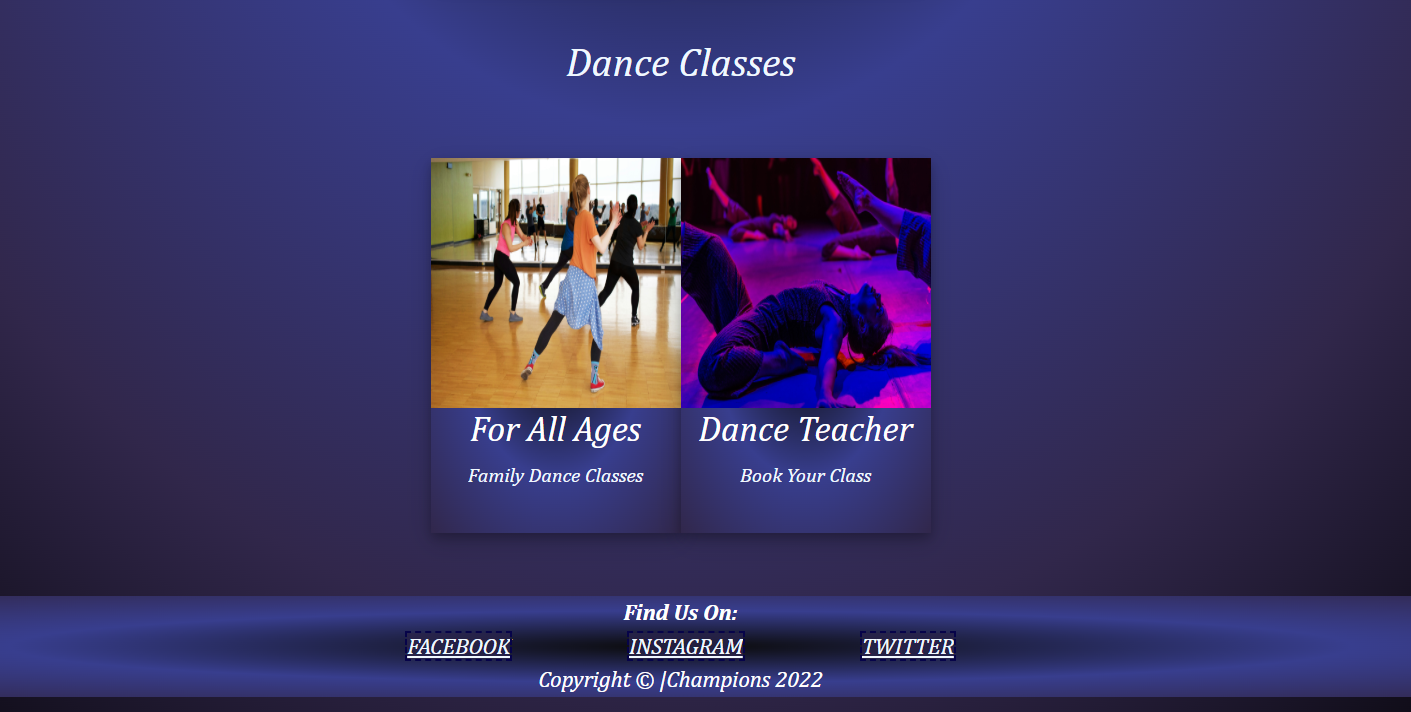 Dance Classes
For All Ages
Dance Teacher
Family Dance Classes
Book Your Class
Find Us On:
FACEBOOK INSTAGRAM TWITTER
Copyright © |Champions 2022